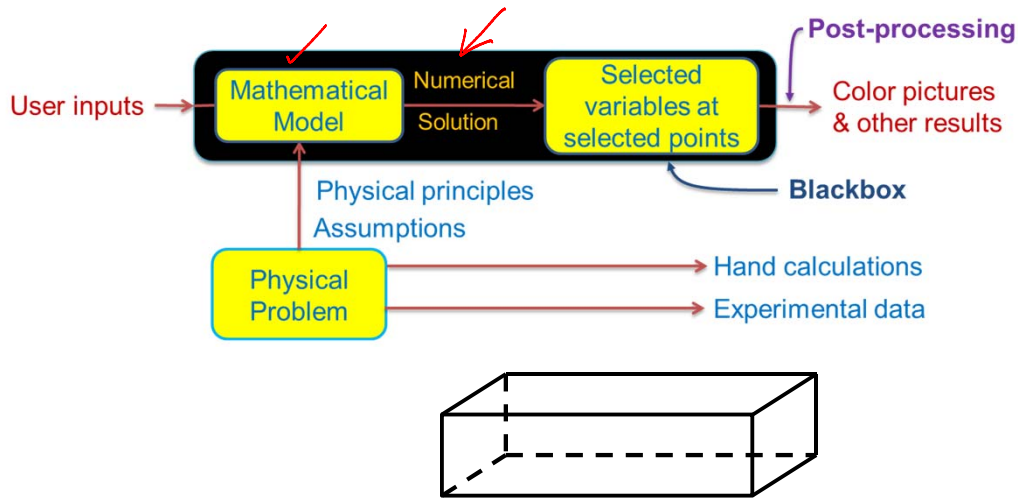 Post-processing
User inputs
Mathematical
Model
Numerical
Solution
Selected
variables at
selected points
Color pictures
& other results
Physical principles
Assumptions
Blackbox
Physical
Problem
Hand calculations
Experimental data